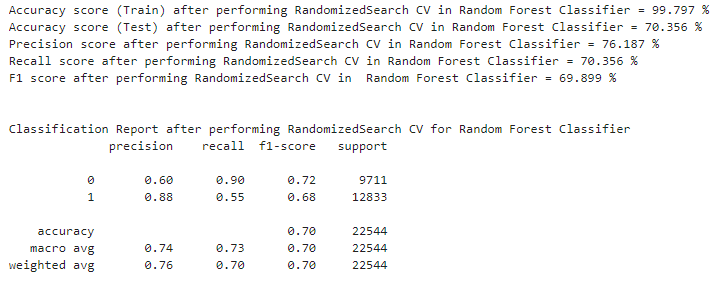 Accuracy score (Train) after performing RandomizedSearch CV in Random Forest Classifier = 99.797 %
Accuracy score (Test) after performing RandomizedSearch CV in Random Forest Classifier = 70.356 %
Precision score after performing RandomizedSearch CV in Random Forest Classifier = 76.187 %
Recall score after performing RandomizedSearch CV in Random Forest Classifier = 70.356 %
F1 score after performing RandomizedSearch CV in  Random Forest Classifier = 69.899 %
Classification Report after performing RandomizedSearch CV for Random Forest Classifier
precision    recall  f1-score   support
0       0.60      0.90      0.72      9711
1       0.88      0.55      0.68     12833
accuracy                           0.70     22544
macro avg       0.74      0.73      0.70     22544
weighted avg       0.76      0.70      0.70     22544